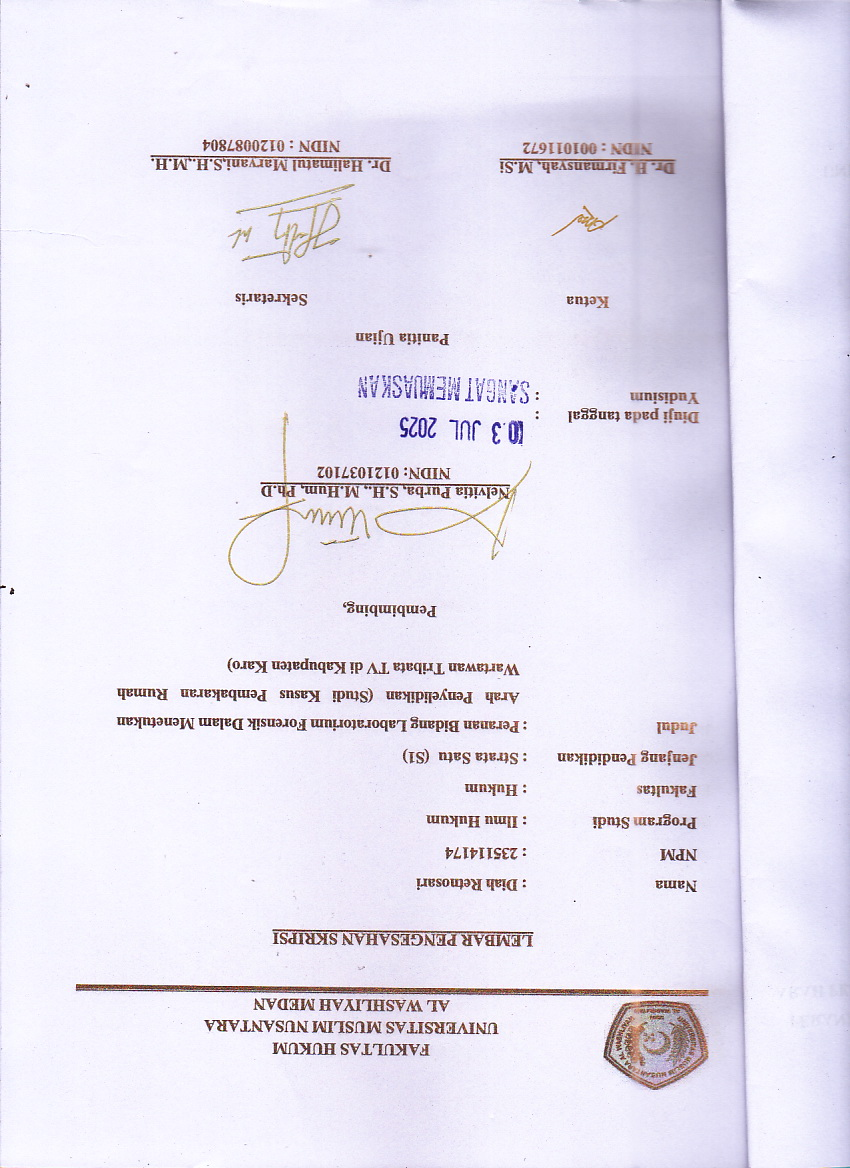 FAKULTAS HUKUM
UNIVERSITAS MUSLIM NUSANTARA
AL WASHLIYAH MEDAN
LEMBAR PENGESAHAN SKRIPSI
Nama : Diah Retnosari
NPM : 235114174
Program Studi : Ilmu Hukum
Fakultas : Hukum
Jenjang Pendidikan : Strata Satu (S1)
Judul : Peranan Bidang Laboratorium Forensik Dalam Menetukan
Arah Penyelidikan (Studi Kasus Pembakaran Rumah
Wartawan Tribata TV di Kabupaten Karo)
Pembimbing,
Nelvitia Purba, S.H., M.Hum, Ph.D
NIDN: 0121037102
Diuji pada tanggal : 03 JUL 2025
Yudisium : SANGAT MEMUASKAN
Panitia Ujian
Ketua Sekretaris
Dr. H. Firmansyah, M.Si Dr. Halimatul Maryani,S.H.,M.H.
NIDN : 001011672 NIDN : 0120087804